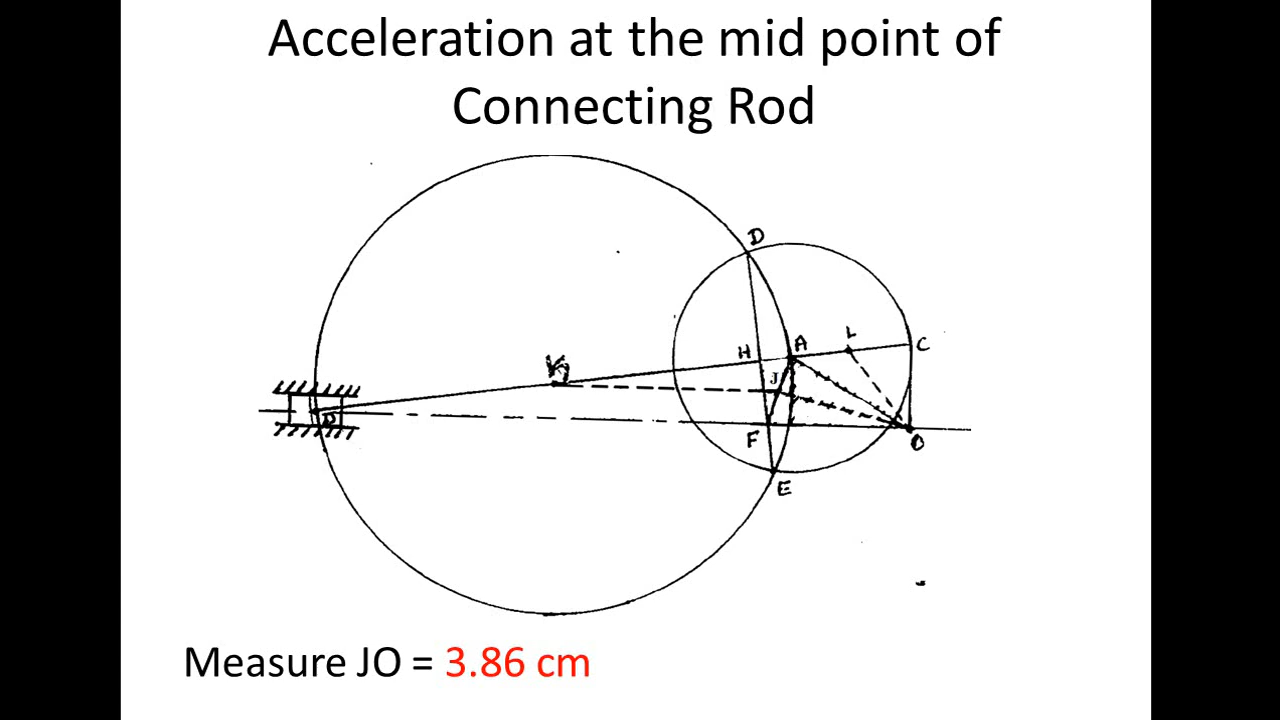 Acceleration at the mid point of
Connecting Rod
D
L
H A C
K
J
P
F
O
E
Measure JO = 3.86 cm